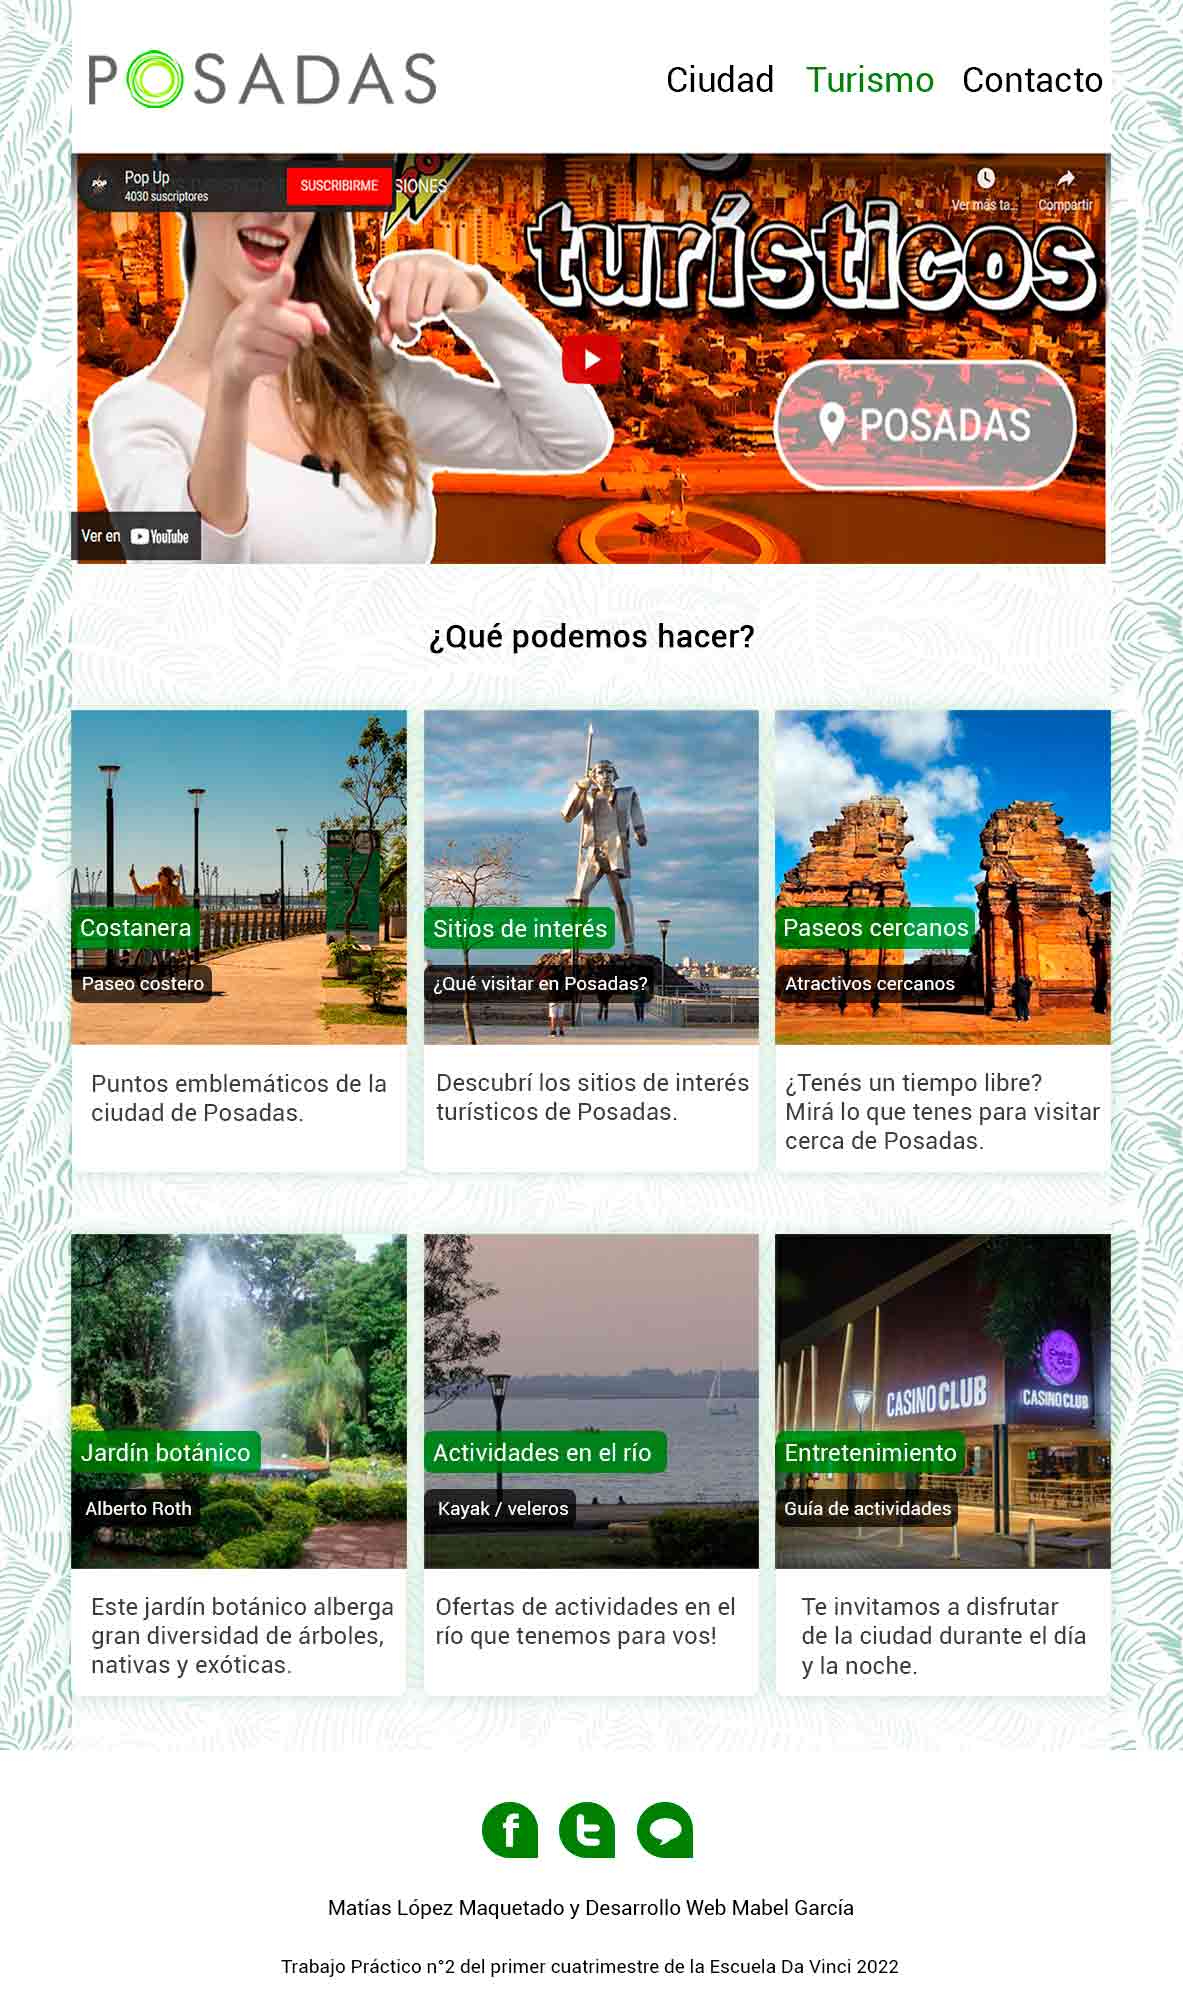 POSADAS
Ciudad Turismo Contacto
Pop Up
4030 suscriptores
SUSCRIBIRME
SIONES
Ver más ta...
Compartir
turísticos
POSADAS
Ver en YouTube
¿Qué podemos hacer?
Costanera
Paseo costero
Puntos emblemáticos de la
ciudad de Posadas.
Sitios de interés
¿Qué visitar en Posadas?
Descubrí los sitios de interés
turísticos de Posadas.
Paseos cercanos
Atractivos cercanos
¿Tenés un tiempo libre?
Mirá lo que tenes para visitar
cerca de Posadas.
Jardín botánico
Alberto Roth
Este jardín botánico alberga
gran diversidad de árboles,
nativas y exóticas.
Actividades en el río
Kayak / veleros
Ofertas de actividades en el
río que tenemos para vos!
CASINO CLUB
CASINO CLUB
Entretenimiento
Guía de actividades
Te invitamos a disfrutar
de la ciudad durante el día
y la noche.
Matías López Maquetado y Desarrollo Web Mabel García
Trabajo Práctico n°2 del primer cuatrimestre de la Escuela Da Vinci 2022